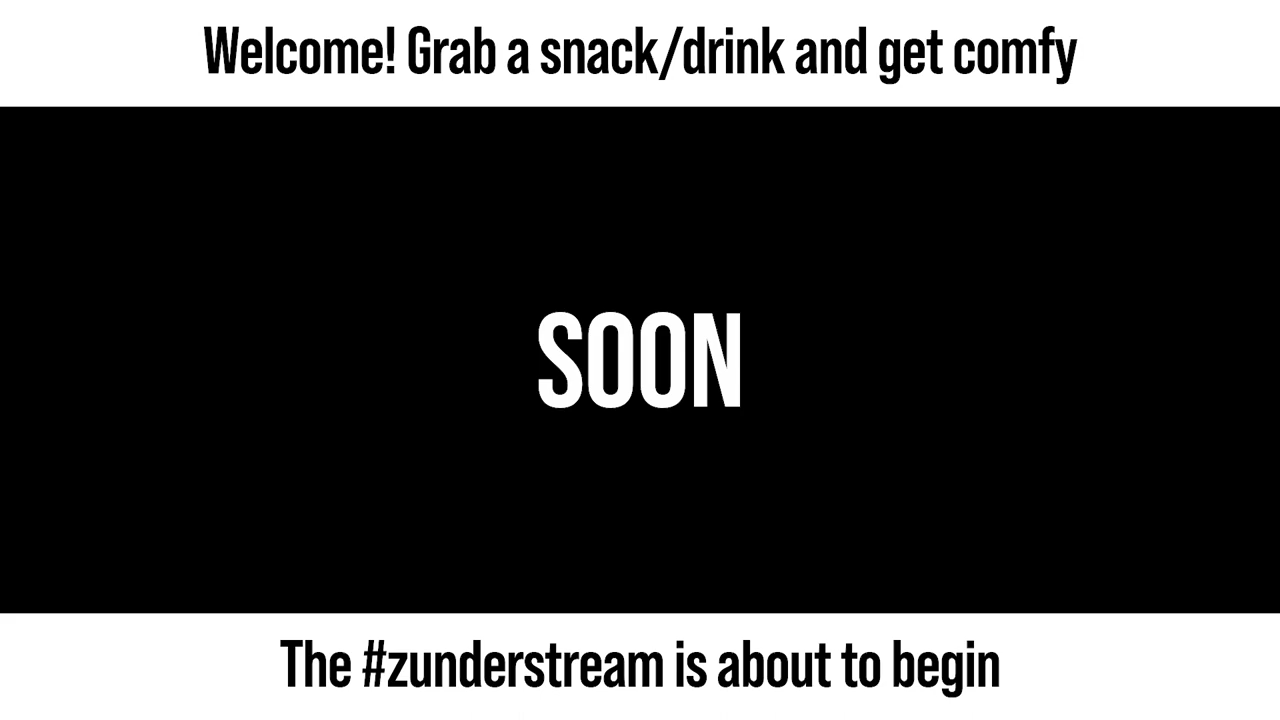 Welcome! Grab a snack/drink and get comfy
SOON
The #zunderstream is about to begin